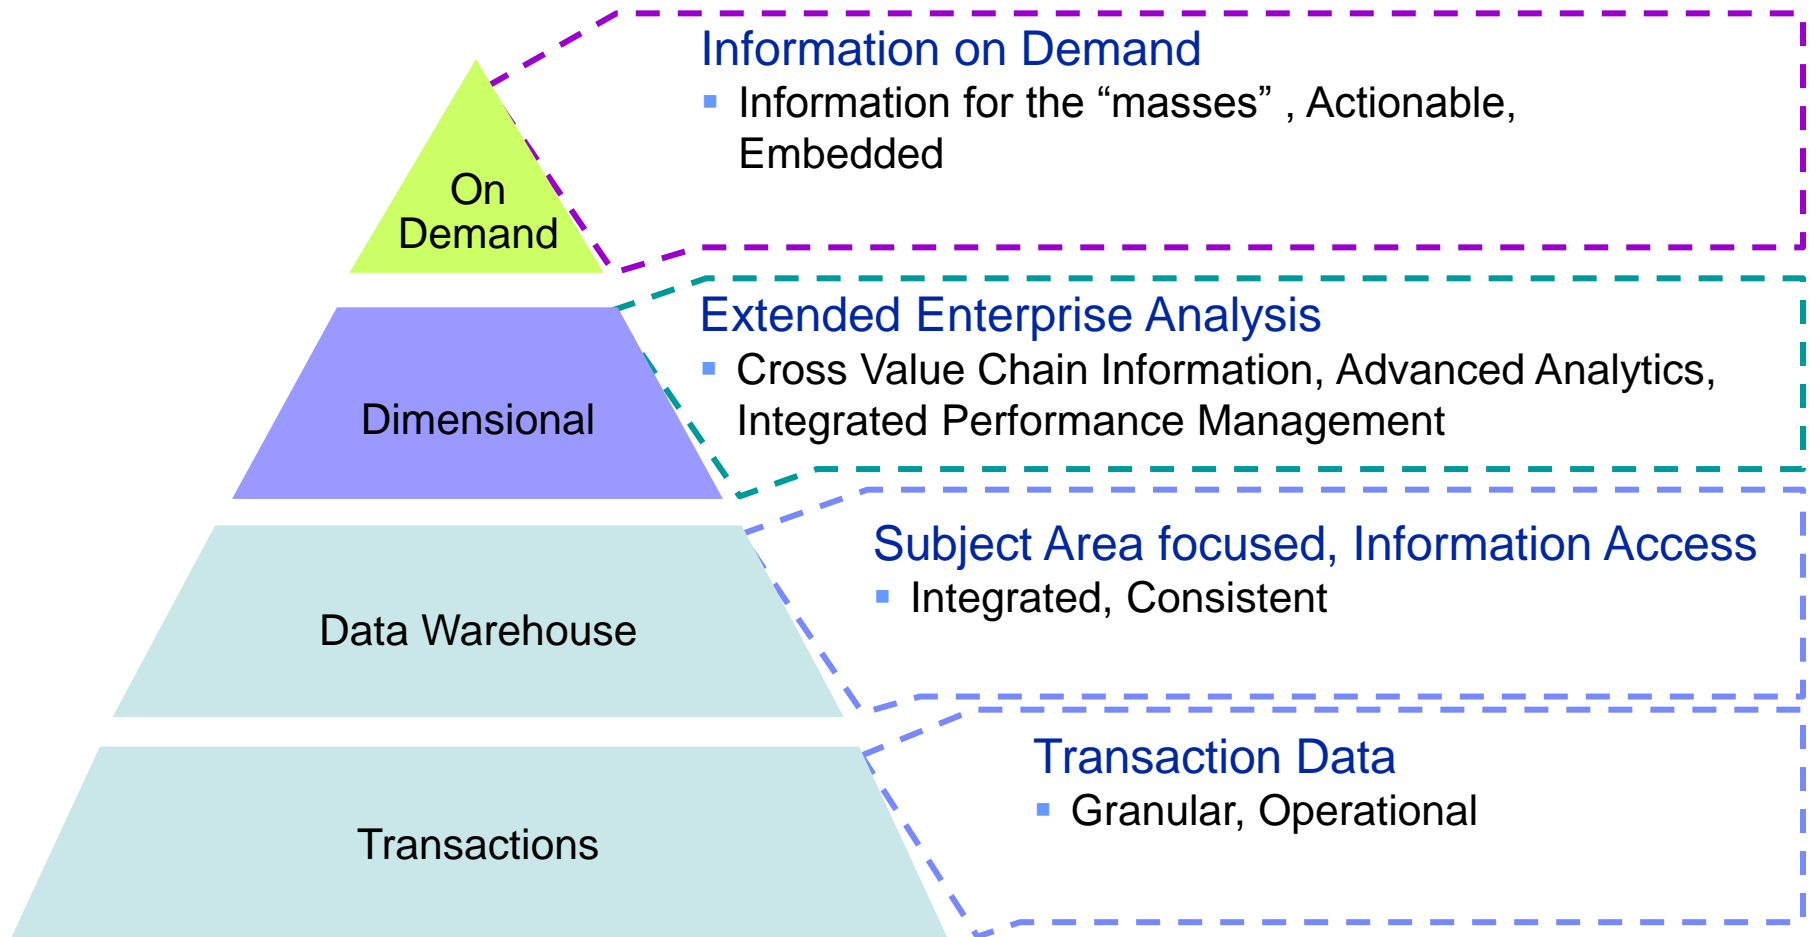 Information on Demand
▪ Information for the “masses” , Actionable,
Embedded
On
Demand
Extended Enterprise Analysis
▪ Cross Value Chain Information, Advanced Analytics,
Integrated Performance Management
Dimensional
Subject Area focused, Information Access
▪ Integrated, Consistent
Data Warehouse
Transaction Data
▪ Granular, Operational
Transactions